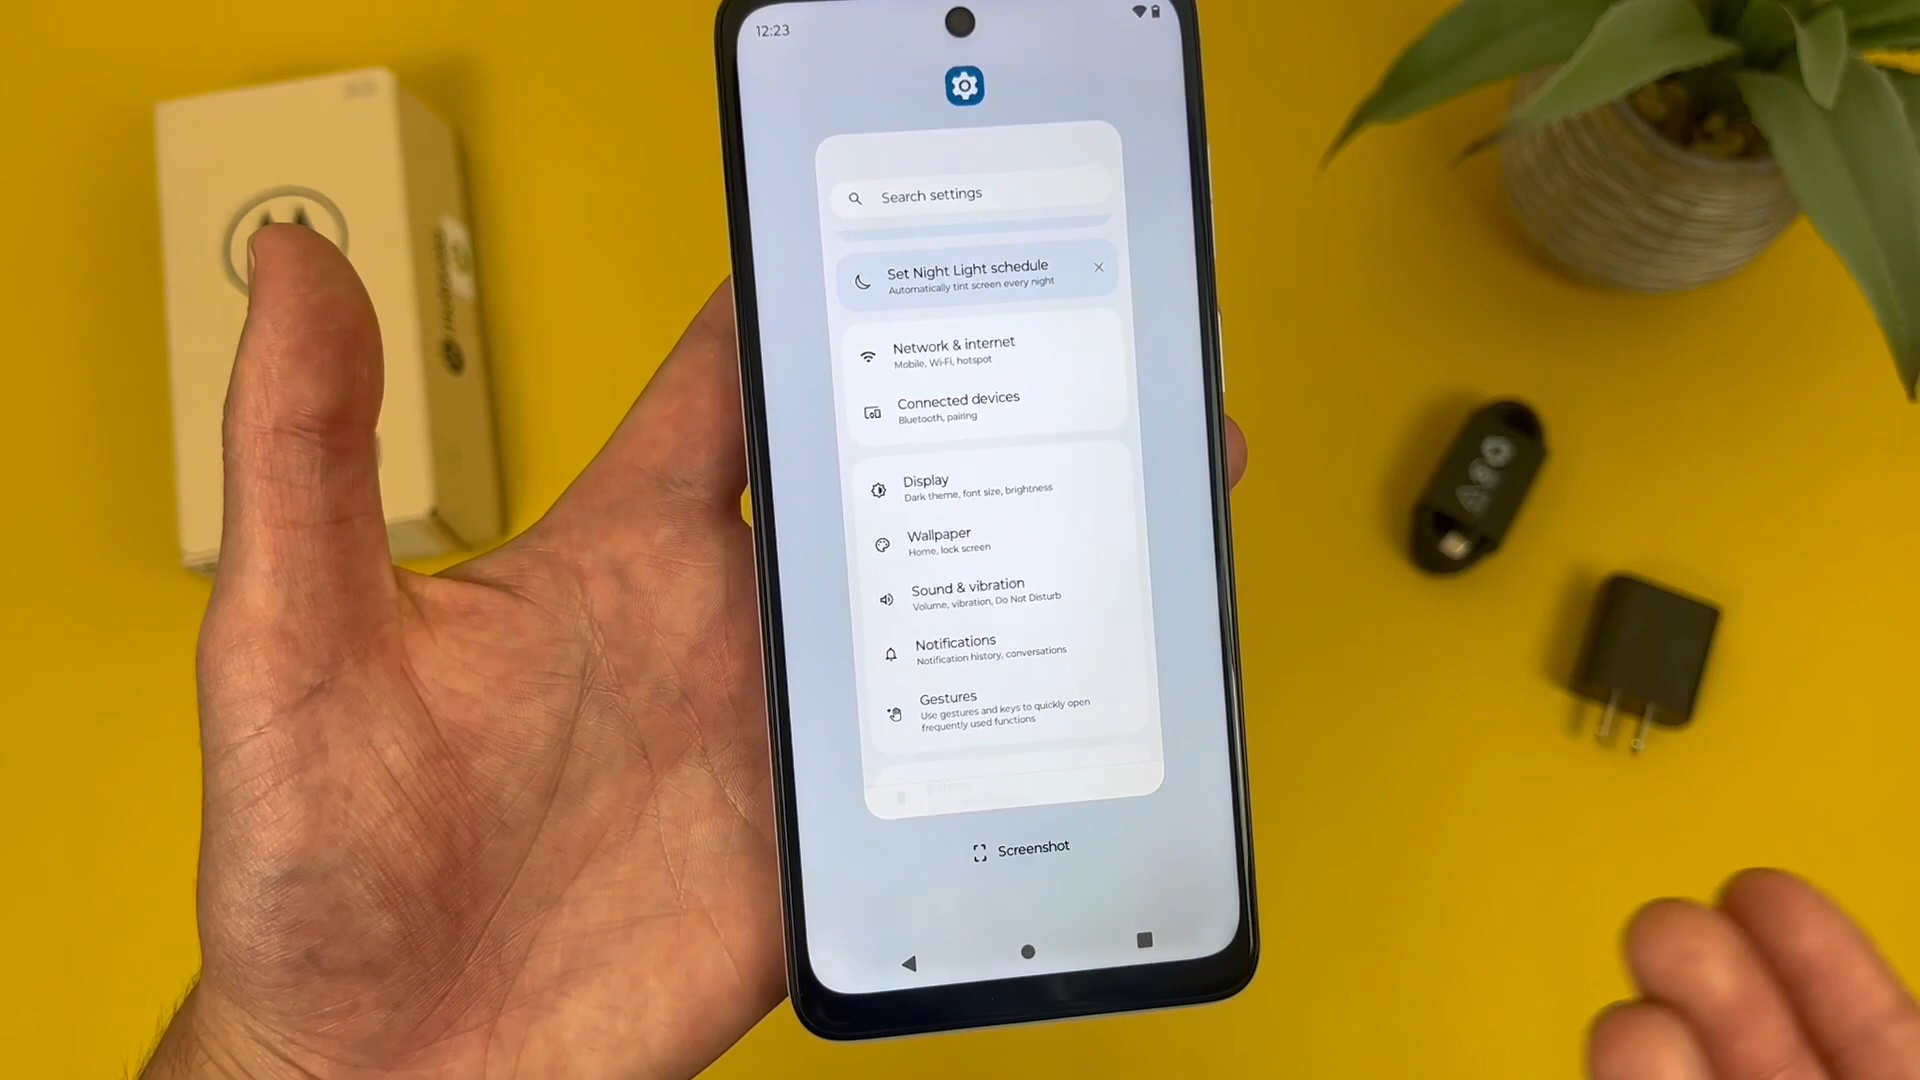 12:23
Search settings
Set Night Light schedule
Automatically tint screen every night
Network & internet
Mobile, Wi-Fi, hotspot
Connected devices
Bluetooth, pairing
Display
Dark theme, font size, brightness
Wallpaper
Home, lock screen
Sound & vibration
Volume, vibration, Do Not Disturb
Notifications
Notification history, conversations
Gestures
Use gestures and keys to quickly open
frequently used functions
Battery
Screenshot